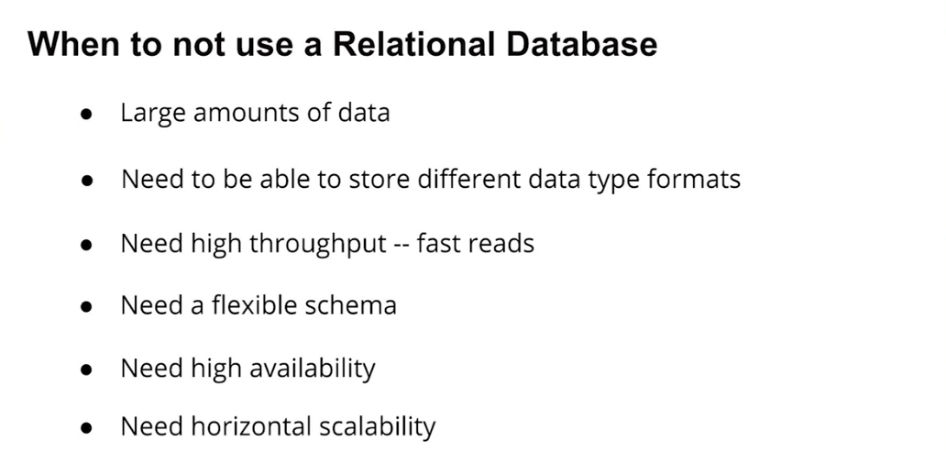 When to not use a Relational Database
● Large amounts of data
● Need to be able to store different data type formats
● Need high throughput -- fast reads
● Need a flexible schema
● Need high availability
● Need horizontal scalability